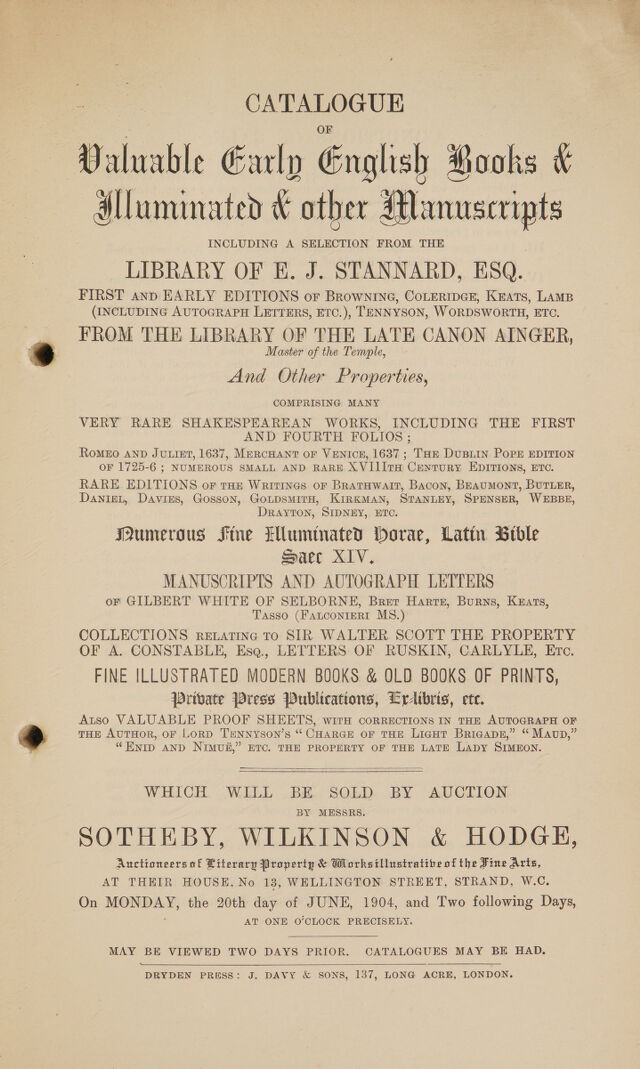 CATALOGUE
OF
Valuable Early English Books &
Illuminated & other Manuscripts
INCLUDING A SELECTION FROM THE
LIBRARY OF E. J. STANNARD, ESQ.
FIRST AND EARLY EDITIONS OF BROWNING, COLERIDGE, KEATS, LAMB
(INCLUDING AUTOGRAPH LETTERS, ETC.), TENNYSON, WORDSWORTH, ETC.
FROM THE LIBRARY OF THE LATE CANON AINGER,
Master of the Temple,
And Other Properties,
COMPRISING MANY
VERY RARE SHAKESPEAREAN WORKS, INCLUDING THE FIRST
AND FOURTH FOLIOS;
ROMEO AND JULIET, 1637, MERCHANT OF VENICE, 1637; THE DUBLIN POPE EDITION
OF 1725-6; NUMEROUS SMALL AND RARE XVIIITH CENTURY EDITIONS, ETC.
RARE EDITIONS OF THE WRITINGS OF BRATHWAIT, BACON, BEAUMONT, BUTLER,
DANIEL, DAVIES, GOSSON, GOLDSMITH, KIRKMAN, STANLEY, SPENSER, WEBBE,
DRAYTON, SIDNEY, ETC.
Numerous Fine Illuminated Horae, Latin Bible
Saec XIV.
MANUSCRIPTS AND AUTOGRAPH LETTERS
OF GILBERT WHITE OF SELBORNE, BRET HARTE, BURNS, KEATS,
TASSO (FALCONIERI MS.)
COLLECTIONS RELATING TO SIR WALTER SCOTT THE PROPERTY
OF A. CONSTABLE, ESQ., LETTERS OF RUSKIN, CARLYLE, ETC.
FINE ILLUSTRATED MODERN BOOKS & OLD BOOKS OF PRINTS,
Private Press Publications, Ex-libris, etc.
ALSO VALUABLE PROOF SHEETS, WITH CORRECTIONS IN THE AUTOGRAPH OF
THE AUTHOR, OF LORD TENNYSON'S "CHARGE OF THE LIGHT BRIGADE," "MAUD,"
"ENID AND NIMUË," ETC. THE PROPERTY OF THE LATE LADY SIMEON.
WHICH WILL BE SOLD BY AUCTION
BY MESSRS.
SOTHEBY, WILKINSON & HODGE,
Auctioneers of Literary Property & Works illustrative of the Fine Arts,
AT THEIR HOUSE, No 13, WELLINGTON STREET, STRAND, W.C.
On MONDAY, the 20th day of JUNE, 1904, and Two following Days,
AT ONE O'CLOCK PRECISELY.
MAY BE VIEWED TWO DAYS PRIOR. CATALOGUES MAY BE HAD.
DRYDEN PRESS: J. DAVY & SONS, 137, LONG ACRE, LONDON.